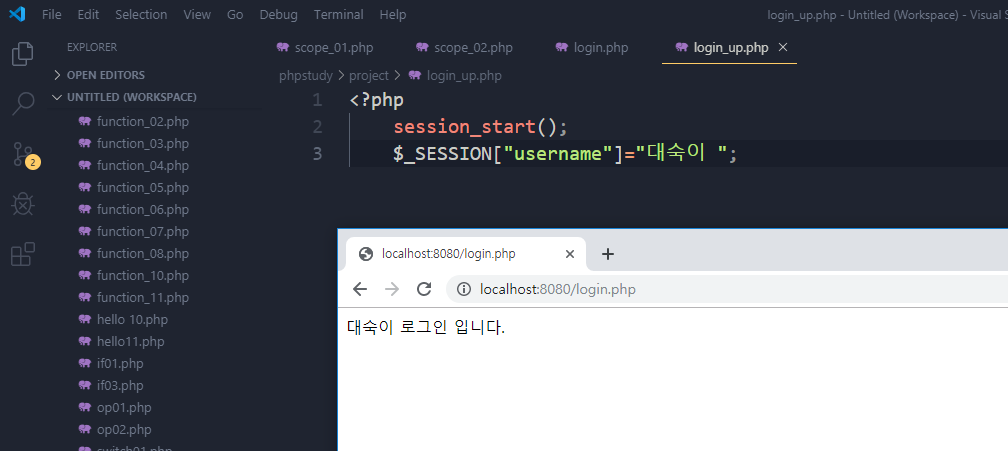 File Edit Selection View Go Debug Terminal Help login_up.php - Untitled (Workspace) - Visual S
EXPLORER
OPEN EDITORS
UNTITLED (WORKSPACE)
function_02.php
function_03.php
function_04.php
function_05.php
function_06.php
function_07.php
function_08.php
function_10.php
function_11.php
hello 10.php
hello11.php
if01.php
if03.php
op01.php
op02.php
switch01.php
2
scope_01.php scope_02.php login.php login_up.php
phpstudy > project > login_up.php
1 <?php
2 session_start();
3 $_SESSION["username"]="대숙이 ";
localhost:8080/login.php
localhost:8080/login.php
대숙이 로그인 입니다.